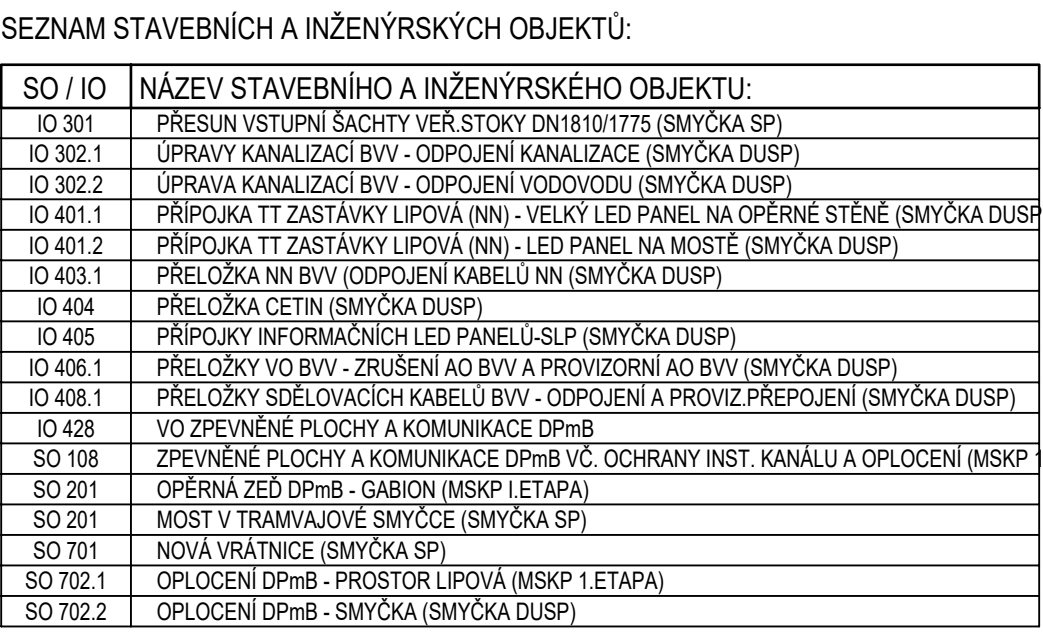 SEZNAM STAVEBNÍCH A INŽENÝRSKÝCH OBJEKTŮ:
SO / IO NÁZEV STAVEBNÍHO A INŽENÝRSKÉHO OBJEKTU:
IO 301 PŘESUN VSTUPNÍ ŠACHTY VEŘ.STOKY DN1810/1775 (SMYČKA SP)
IO 302.1 ÚPRAVY KANALIZACÍ BVV - ODPOJENÍ KANALIZACE (SMYČKA DUSP)
IO 302.2 ÚPRAVA KANALIZACÍ BVV - ODPOJENÍ VODOVODU (SMYČKA DUSP)
IO 401.1 PŘÍPOJKA TT ZASTÁVKY LIPOVÁ (NN) - VELKÝ LED PANEL NA OPĚRNÉ STĚNĚ (SMYČKA DUSP
IO 401.2 PŘÍPOJKA TT ZASTÁVKY LIPOVÁ (NN) - LED PANEL NA MOSTĚ (SMYČKA DUSP)
IO 403.1 PŘELOŽKA NN BVV (ODPOJENÍ KABELŮ NN (SMYČKA DUSP)
IO 404 PŘELOŽKA CETIN (SMYČKA DUSP)
IO 405 PŘÍPOJKY INFORMAČNÍCH LED PANELŮ-SLP (SMYČKA DUSP)
IO 406.1 PŘELOŽKY VO BVV - ZRUŠENÍ AO BVV A PROVIZORNÍ AO BVV (SMYČKA DUSP)
IO 408.1 PŘELOŽKY SDĚLOVACÍCH KABELŮ BVV - ODPOJENÍ A PROVIZ.PŘEPOJENÍ (SMYČKA DUSP)
IO 428 VO ZPEVNĚNÉ PLOCHY A KOMUNIKACE DPmB
SO 108 ZPEVNĚNÉ PLOCHY A KOMUNIKACE DPmB VČ. OCHRANY INST. KANÁLU A OPLOCENÍ (MSKP 1
SO 201 OPĚRNÁ ZEĎ DPmB - GABION (MSKP I.ETAPA)
SO 201 MOST V TRAMVAJOVÉ SMYČCE (SMYČKA SP)
SO 701 NOVÁ VRÁTNICE (SMYČKA SP)
SO 702.1 OPLOCENÍ DPmB - PROSTOR LIPOVÁ (MSKP 1.ETAPA)
SO 702.2 OPLOCENÍ DPmB - SMYČKA (SMYČKA DUSP)